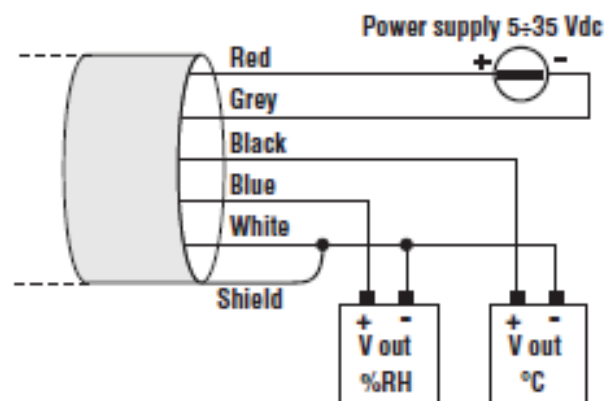 Power supply 5÷35 Vdc
Red
+ -
Grey
Black
Blue
White
Shield
+ - + -
V out V out
%RH °C